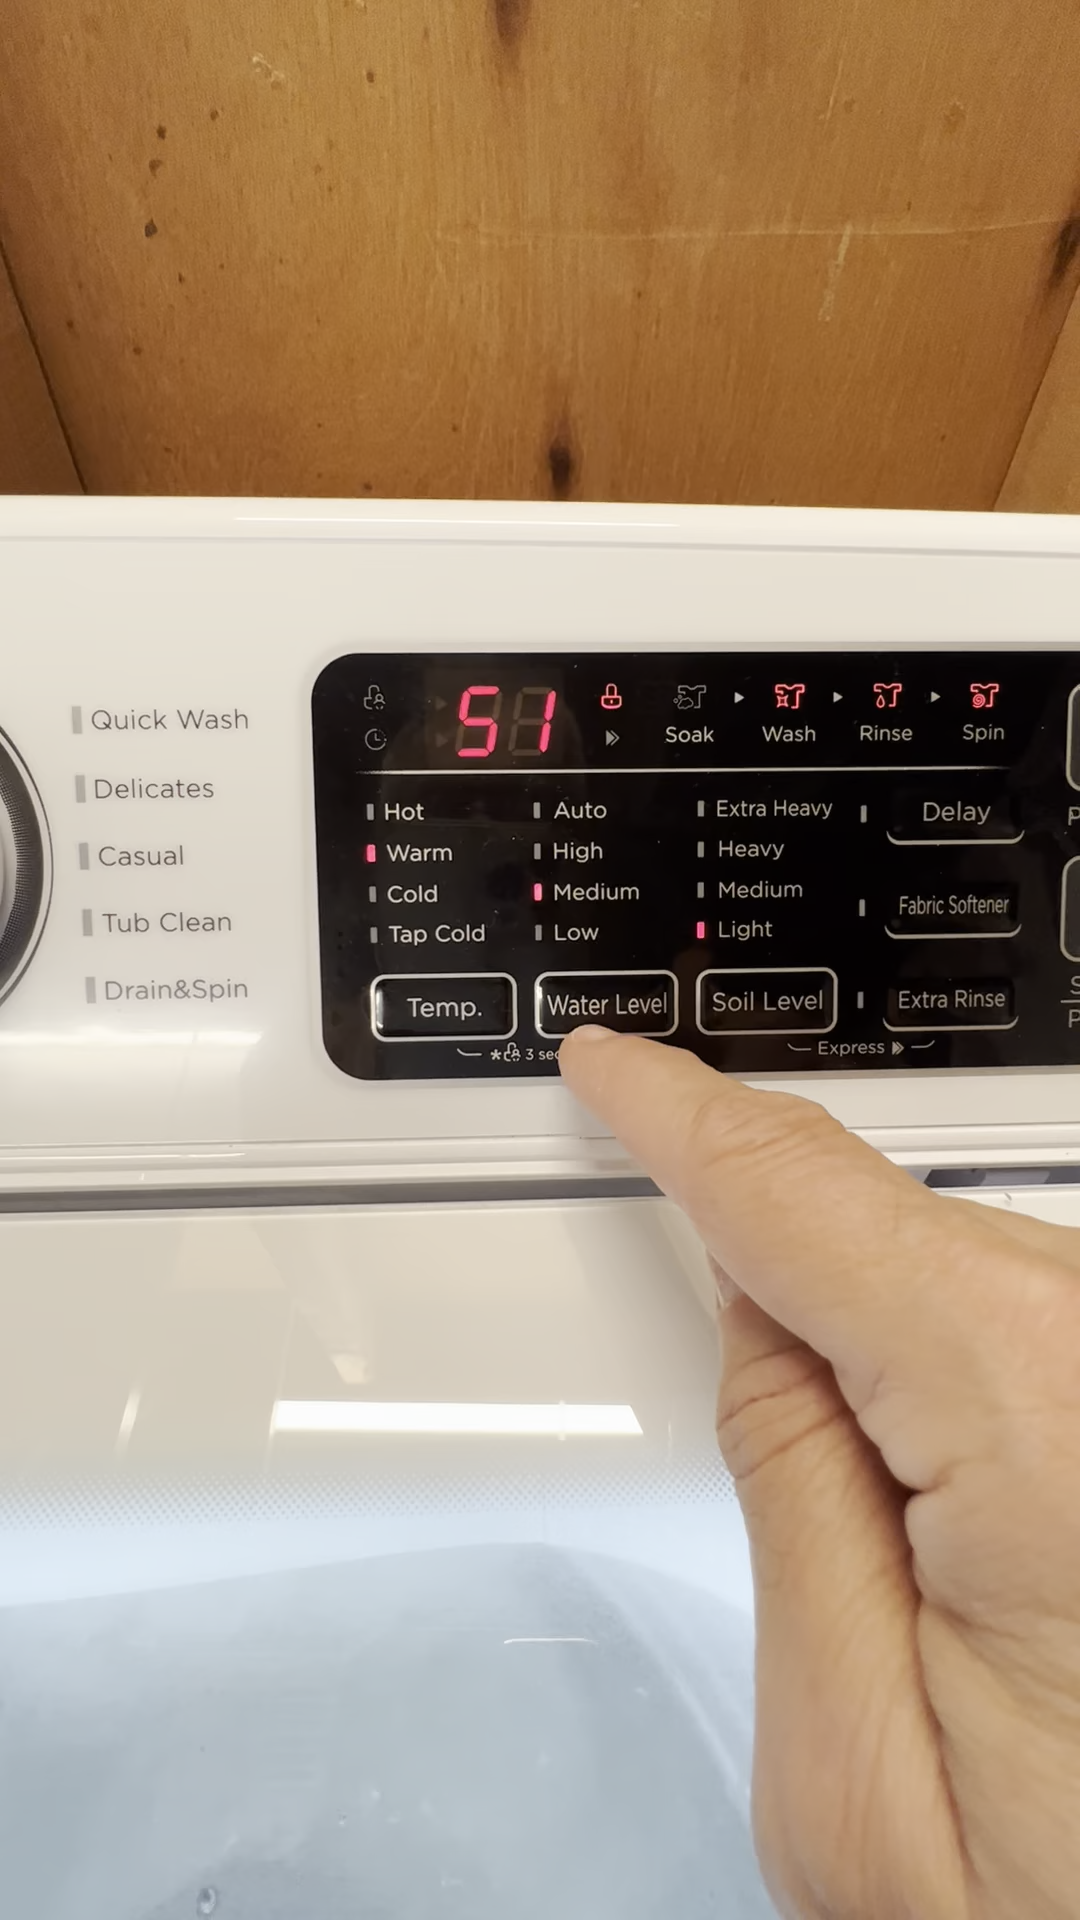 Quick Wash
Delicates
Casual
Tub Clean
Drain&Spin
51
Soak
Wash
Rinse
Spin
Hot
Warm
Cold
Tap Cold
Auto
High
Medium
Low
Extra Heavy
Heavy
Medium
Light
Delay
Fabric Softener
Extra Rinse
Temp.
Water Level
Soil Level
* 3 sec
Express